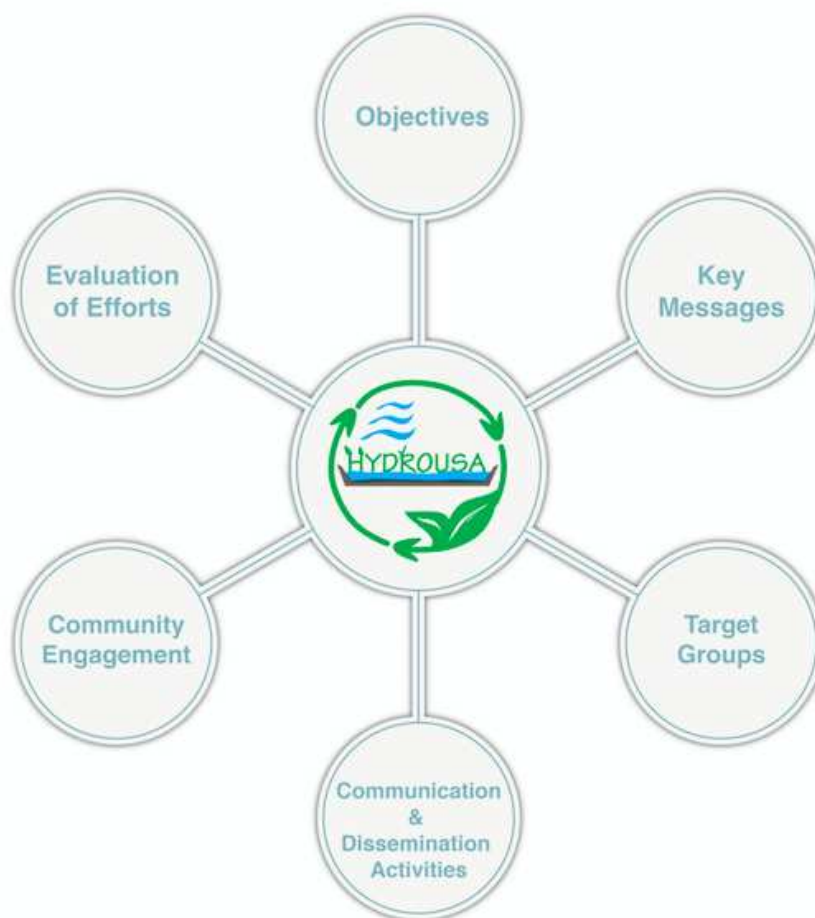 Objectives
Evaluation
of Efforts
Key
Messages
HYDROUSA
Community
Engagement
Target
Groups
Communication
&
Dissemination
Activities